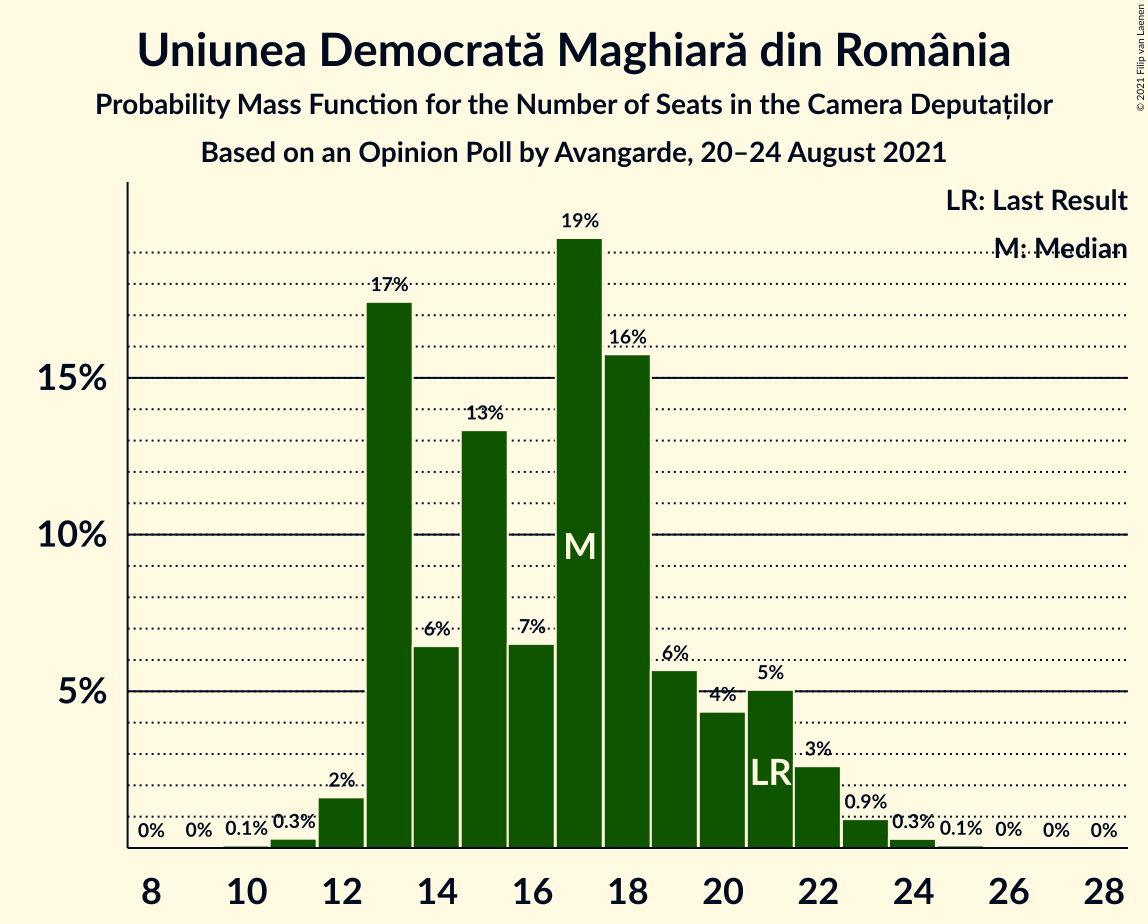 Uniunea Democrată Maghiară din România
Probability Mass Function for the Number of Seats in the Camera Deputaților
Based on an Opinion Poll by Avangarde, 20–24 August 2021
© 2021 Filip van Laenen
LR: Last Result
M: Median
15%
10%
5%
0%
0%
0.1%
0.3%
2%
17%
6%
13%
7%
19%
16%
6%
4%
5%
3%
0.9%
0.3%
0.1%
0%
0%
0%
M
LR
8 10 12 14 16 18 20 22 24 26 28